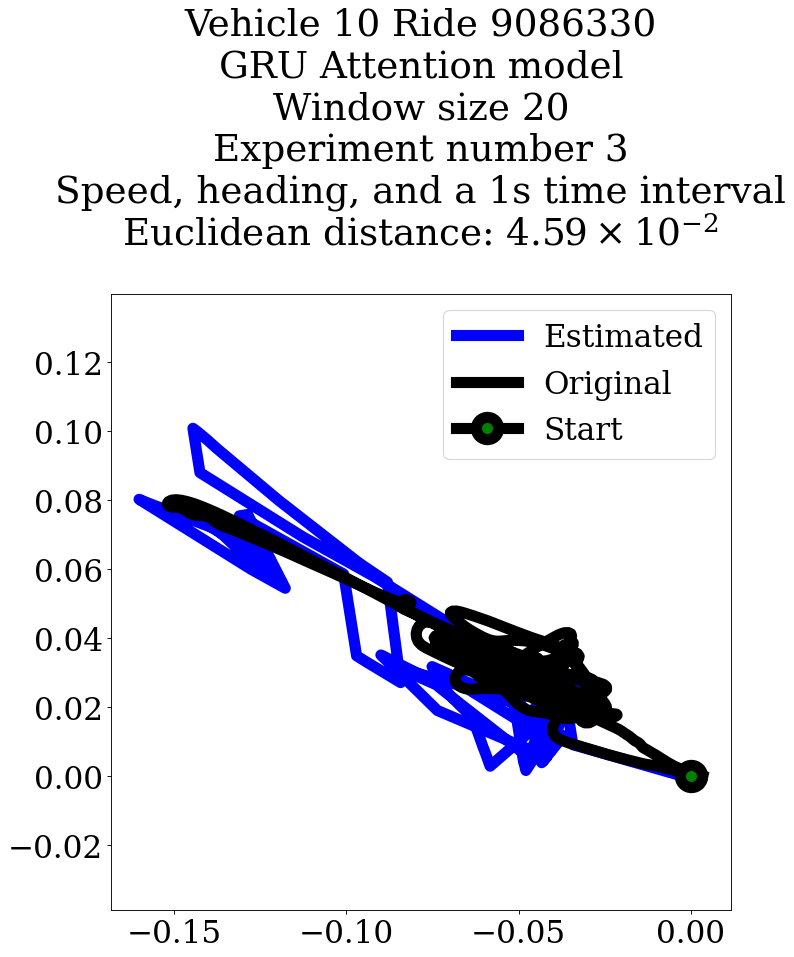 Vehicle 10 Ride 9086330
GRU Attention model
Window size 20
Experiment number 3
Speed, heading, and a 1s time interval
Euclidean distance: 4.59 × 10⁻²
Estimated
Original
Start
0.12
0.10
0.08
0.06
0.04
0.02
0.00
−0.02
−0.15 −0.10 −0.05 0.00